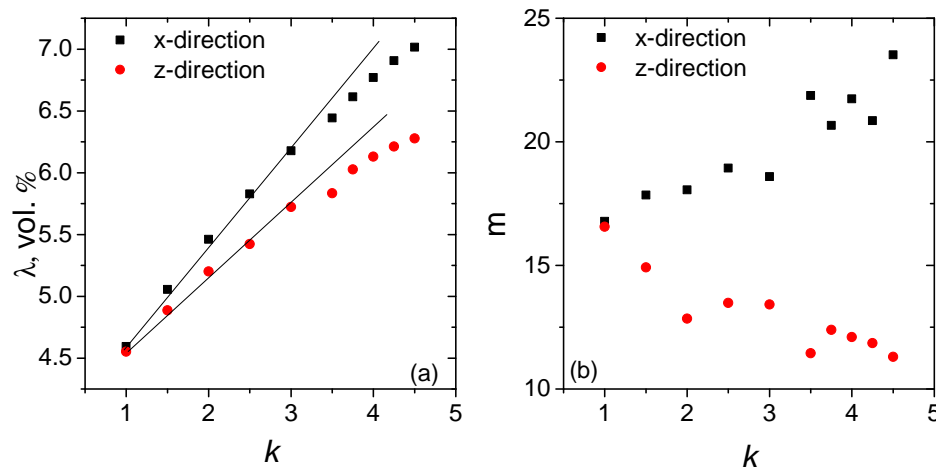 x-direction
z-direction
7.0
6.5
6.0
5.5
5.0
4.5
λ, vol. %
(a)
1 2 3 4 5
k
x-direction
z-direction
25
20
15
10
m
(b)
1 2 3 4 5
k